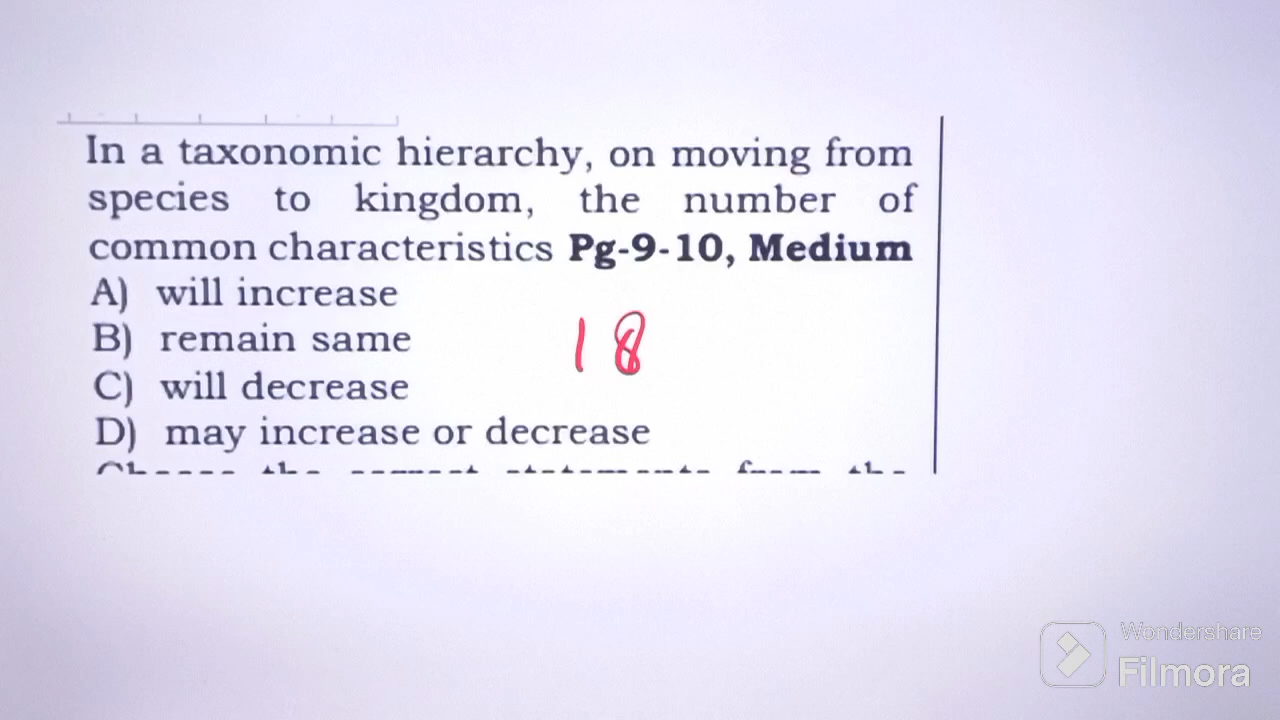 In a taxonomic hierarchy, on moving from
species to kingdom, the number of
common characteristics Pg-9-10, Medium
A) will increase
B) remain same
18
C) will decrease
D) may increase or decrease
Wondershare
Filmora